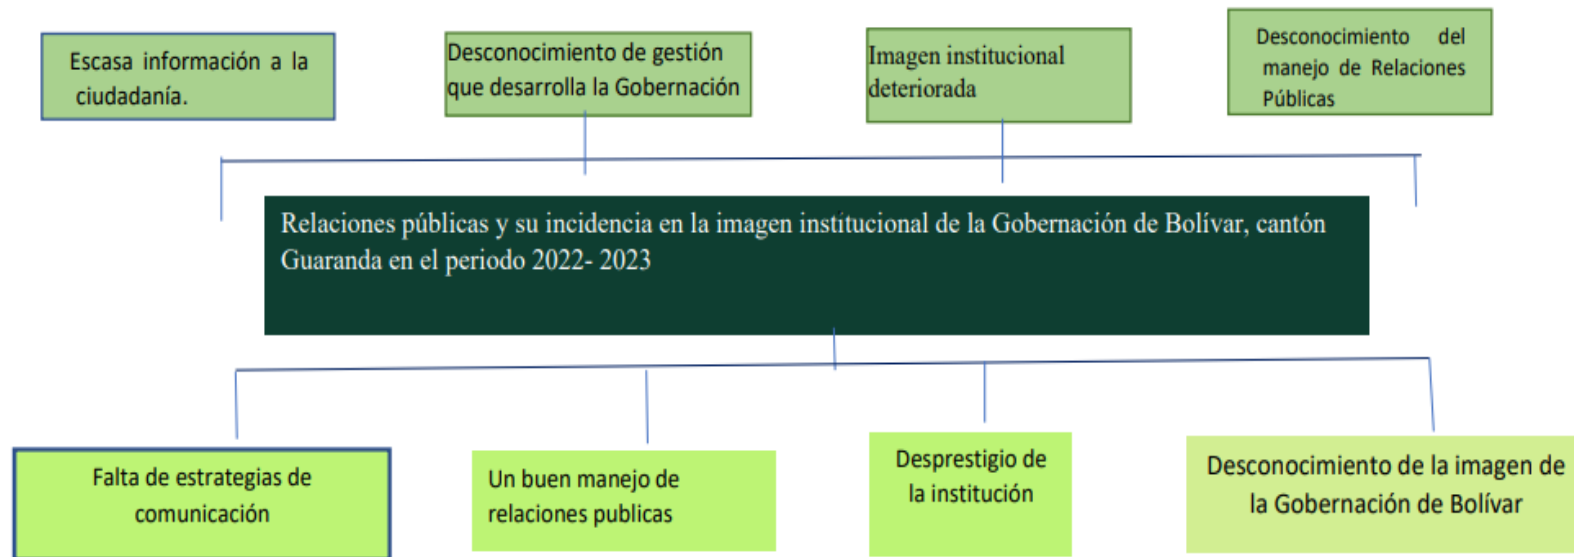 Escasa información a la
ciudadanía.
Desconocimiento de gestión
que desarrolla la Gobernación
Imagen institucional
deteriorada
Desconocimiento del
manejo de Relaciones
Públicas
Relaciones públicas y su incidencia en la imagen institucional de la Gobernación de Bolívar, cantón
Guaranda en el periodo 2022- 2023
Falta de estrategias de
comunicación
Un buen manejo de
relaciones publicas
Desprestigio de
la institución
Desconocimiento de la imagen de
la Gobernación de Bolívar